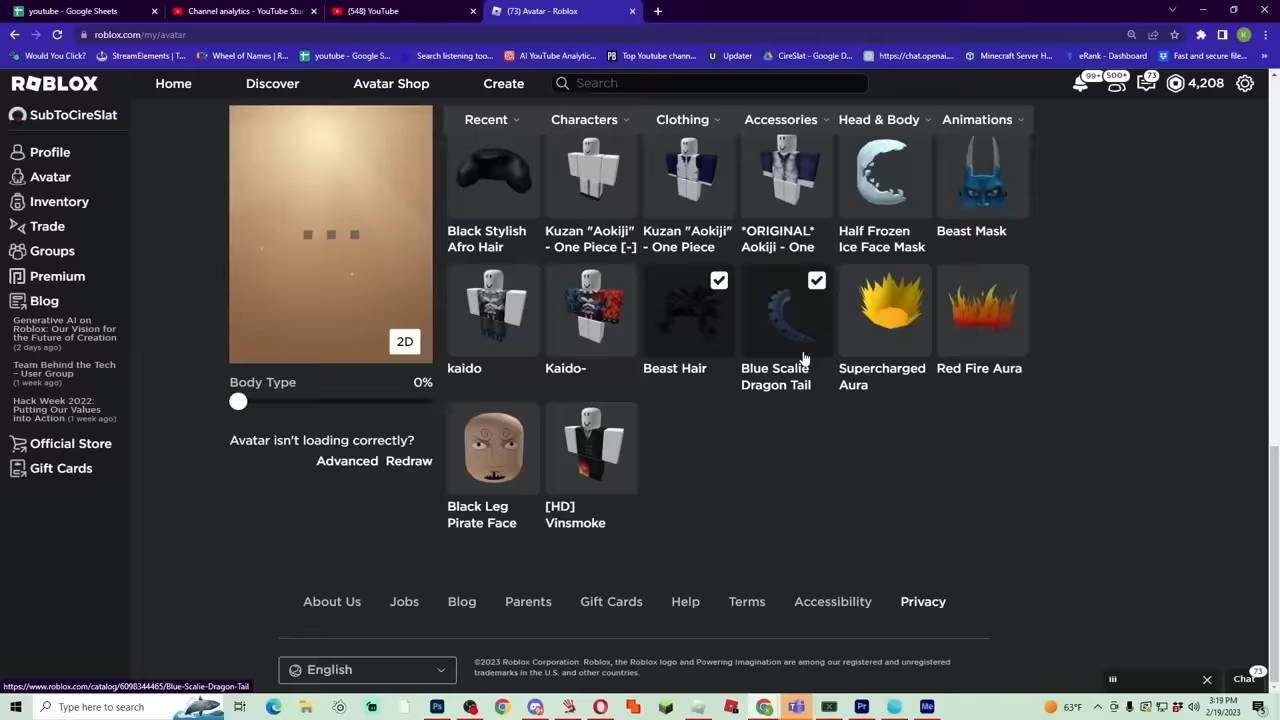 youtube - Google Sheets
Channel analytics - YouTube Stu
(548) YouTube
(73) Avatar - Roblox
roblox.com/my/avatar
Would You Click?
StreamElements | T...
Wheel of Names | R...
youtube - Google S...
Search looking too...
AI YouTube Analytic...
Top Youtube chann...
Updater
CireSlat - Google D...
https://chat.openai...
Minecraft Server H...
eRank - Dashboard
Fast and secure file...
ROBLOX
Home
Discover
Avatar Shop
Create
Search
99+
500+
73
4,208
SubToCireSlat
Profile
Avatar
Inventory
Trade
Groups
Premium
Blog
Generative AI on
Roblox: Our Vision for
the Future of Creation
(2 days ago)
Team Behind the Tech
– User Group
(1 week ago)
Hack Week 2022:
Putting Our Values
into Action (1 week ago)
Official Store
Gift Cards
2D
Body Type
0%
Avatar isn't loading correctly?
Advanced
Redraw
Recent
Characters
Clothing
Accessories
Head & Body
Animations
Black Stylish
Afro Hair
Kuzan "Aokiji"
- One Piece [-]
Kuzan "Aokiji"
- One Piece
*ORIGINAL*
Aokiji - One
Half Frozen
Ice Face Mask
Beast Mask
kaido
Kaido-
Beast Hair
Blue Scalie
Dragon Tail
Supercharged
Aura
Red Fire Aura
Black Leg
Pirate Face
[HD]
Vinsmoke
About Us
Jobs
Blog
Parents
Gift Cards
Help
Terms
Accessibility
Privacy
English
©2023 Roblox Corporation. Roblox, the Roblox logo and Powering Imagination are among our registered and unregistered
trademarks in the U.S. and other countries.
iii
Chat
73
https://www.roblox.com/catalog/6098344465/Blue-Scalie-Dragon-Tail
Type here to search
63°F
3:19 PM
2/19/2023